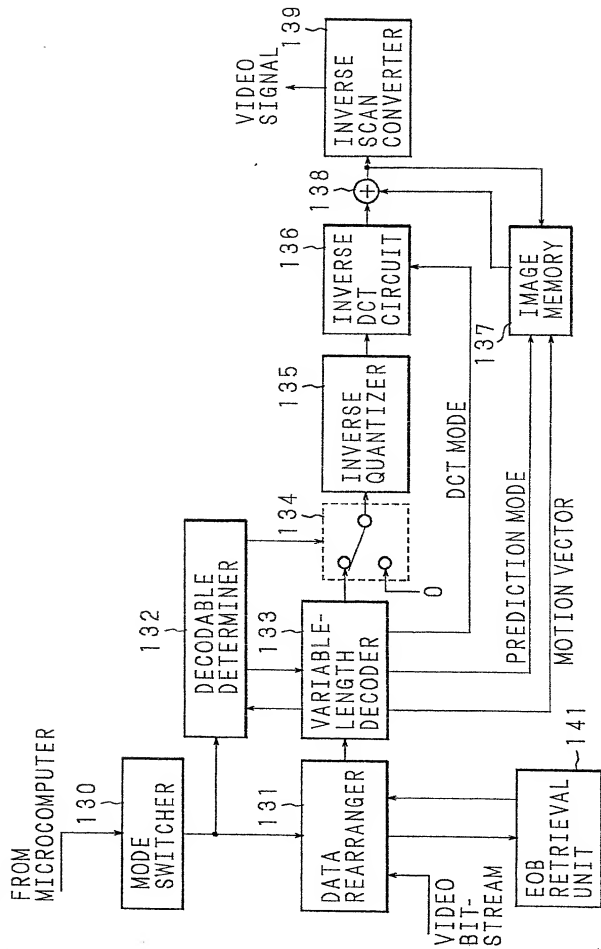 FROM
MICROCOMPUTER
130
MODE
SWITCHER
131
DATA
REARRANGER
VIDEO
BIT-
STREAM
EOB
RETRIEVAL
UNIT
141
132
DECODABLE
DETERMINER
133
VARIABLE-
LENGTH
DECODER
134
0
135
INVERSE
QUANTIZER
136
INVERSE
DCT
CIRCUIT
DCT MODE
PREDICTION MODE
MOTION VECTOR
137
IMAGE
MEMORY
138
+
VIDEO
SIGNAL
139
INVERSE
SCAN
CONVERTER